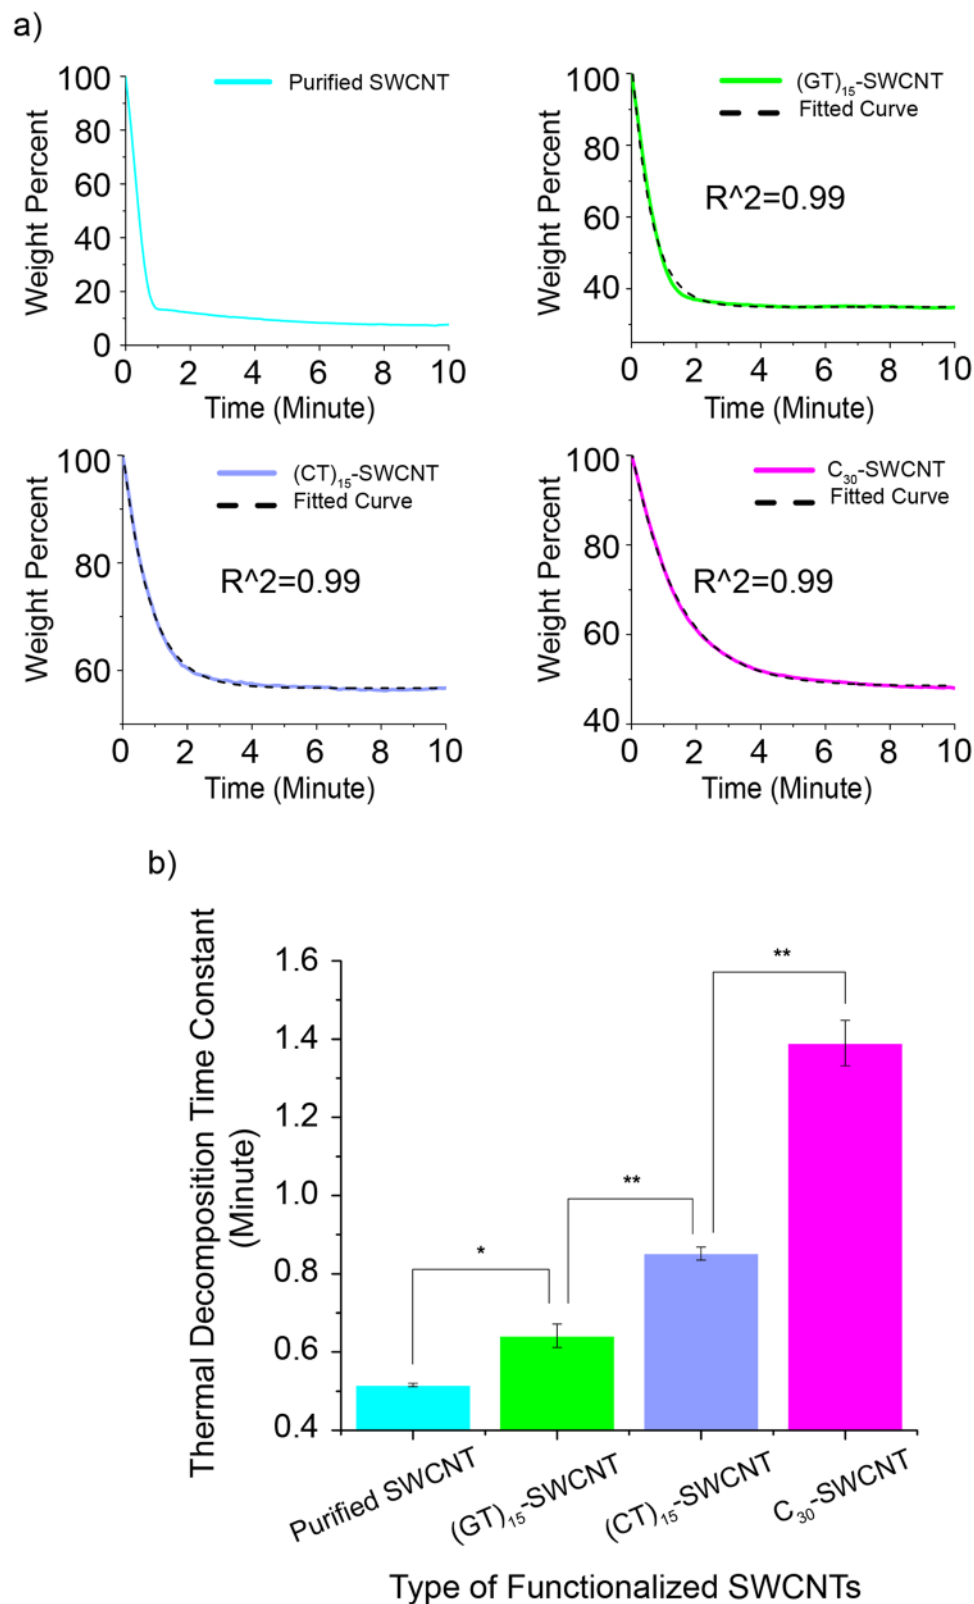 a)
Purified SWCNT
Weight Percent
100
80
60
40
20
0
0 2 4 6 8 10
Time (Minute)
(GT)15-SWCNT
Fitted Curve
R^2=0.99
Weight Percent
100
80
60
40
0 2 4 6 8 10
Time (Minute)
(CT)15-SWCNT
Fitted Curve
R^2=0.99
Weight Percent
100
80
60
0 2 4 6 8 10
Time (Minute)
C30-SWCNT
Fitted Curve
R^2=0.99
Weight Percent
100
80
60
40
0 2 4 6 8 10
Time (Minute)
b)
Thermal Decomposition Time Constant
(Minute)
1.6
1.4
1.2
1.0
0.8
0.6
0.4
*
**
**
Purified SWCNT
(GT)15-SWCNT
(CT)15-SWCNT
C30-SWCNT
Type of Functionalized SWCNTs